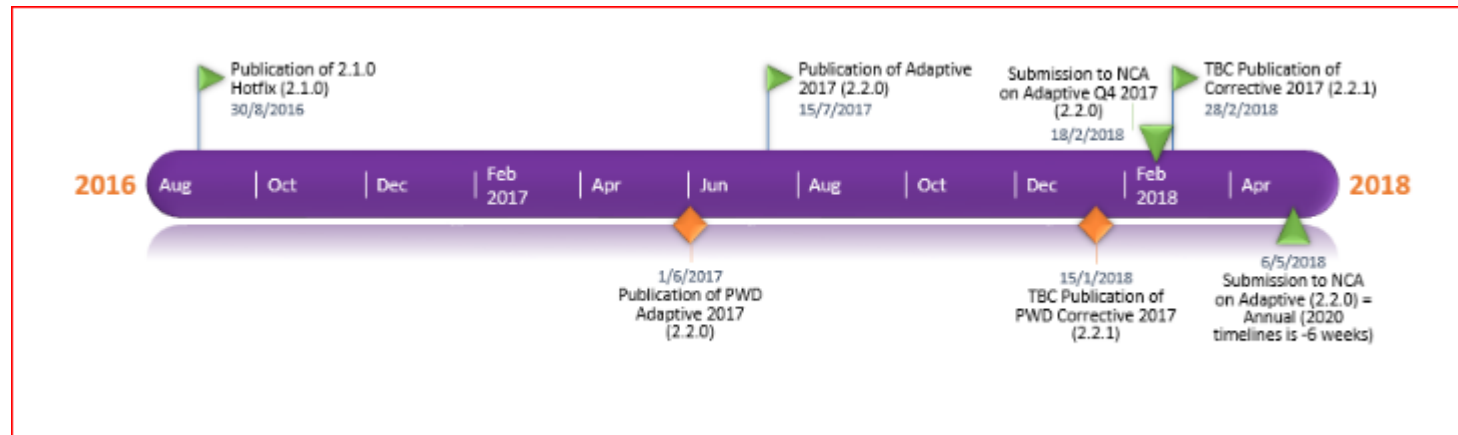 Publication of 2.1.0
Hotfix (2.1.0)
30/8/2016
Publication of Adaptive
2017 (2.2.0)
15/7/2017
Submission to NCA
on Adaptive Q4 2017
(2.2.0)
18/2/2018
TBC Publication of
Corrective 2017 (2.2.1)
28/2/2018
2016
Aug
Oct
Dec
Feb
2017
Apr
Jun
Aug
Oct
Dec
Feb
2018
Apr
2018
1/6/2017
Publication of PWD
Adaptive 2017
(2.2.0)
15/1/2018
TBC Publication of
PWD Corrective 2017
(2.2.1)
6/5/2018
Submission to NCA
on Adaptive (2.2.0) =
Annual (2020
timelines is -6 weeks)